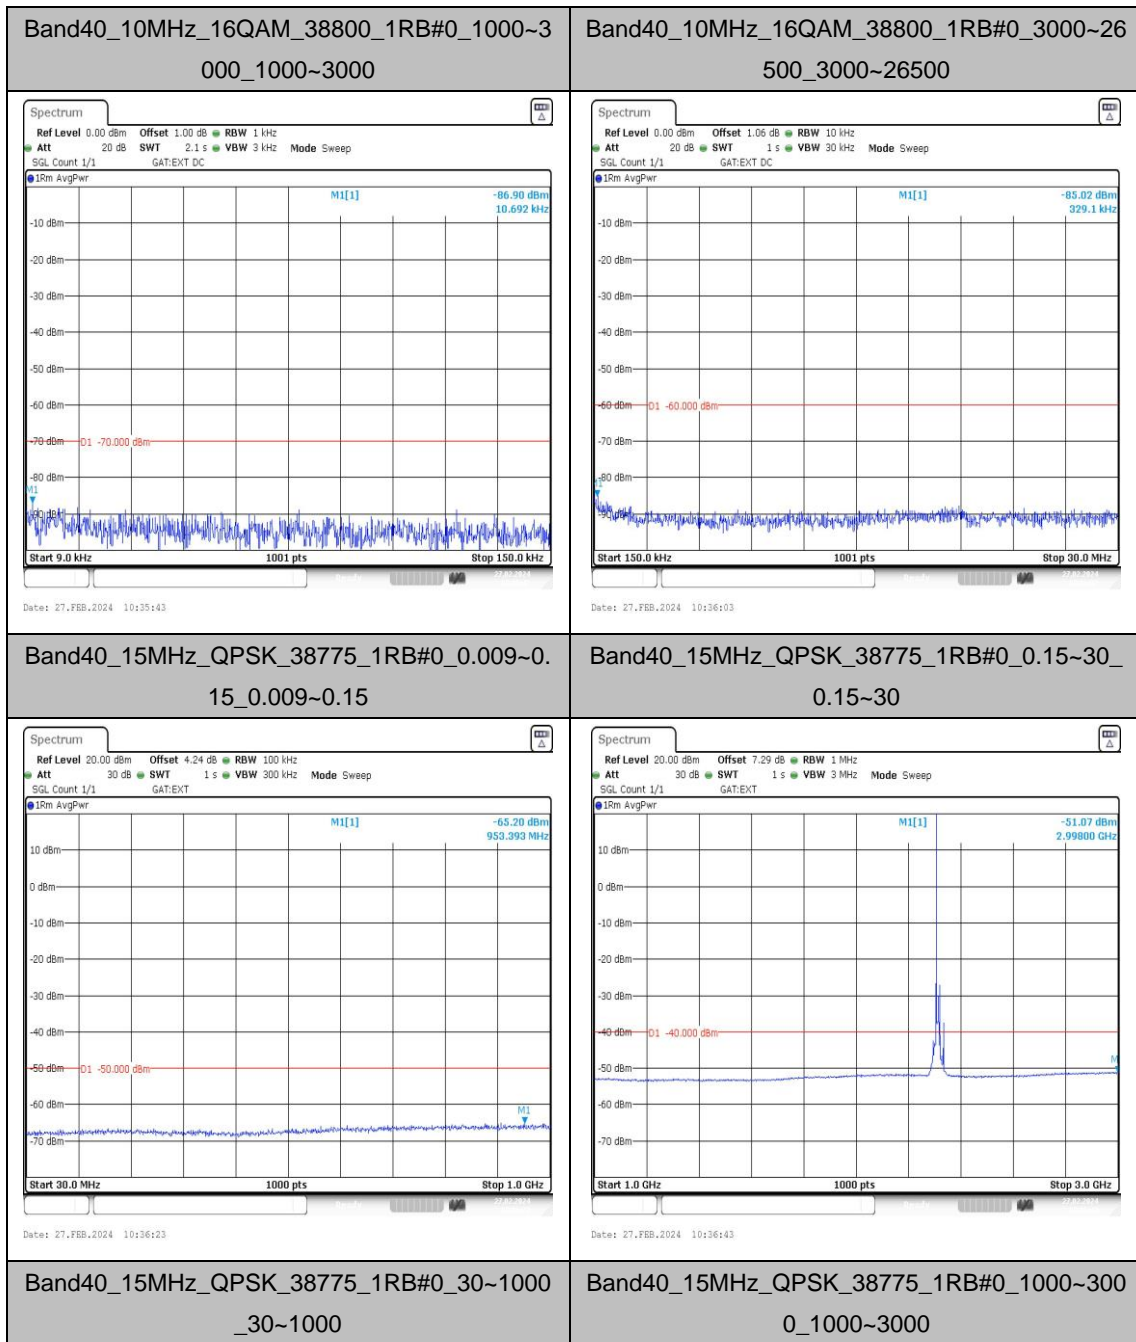 Band40_10MHz_16QAM_38800_1RB#0_1000~3
000_1000~3000
Band40_10MHz_16QAM_38800_1RB#0_3000~26
500_3000~26500
Spectrum
Ref Level 0.00 dBm Offset 1.00 dB RBW 1 kHz
Att 20 dB SWT 2.1 s VBW 3 kHz Mode Sweep
SGL Count 1/1 GAT:EXT DC
1Rm AvgPwr
M1[1] -86.90 dBm
10.692 kHz
-10 dBm
-20 dBm
-30 dBm
-40 dBm
-50 dBm
-60 dBm
-70 dBm D1 -70.000 dBm
-80 dBm
M1
-90 dBm
Start 9.0 kHz 1001 pts Stop 150.0 kHz
Date: 27.FEB.2024 10:35:43
Spectrum
Ref Level 0.00 dBm Offset 1.06 dB RBW 10 kHz
Att 20 dB SWT 1 s VBW 30 kHz Mode Sweep
SGL Count 1/1 GAT:EXT DC
1Rm AvgPwr
M1[1] -85.02 dBm
329.1 kHz
-10 dBm
-20 dBm
-30 dBm
-40 dBm
-50 dBm
-60 dBm D1 -60.000 dBm
-70 dBm
-80 dBm
-90 dBm
Start 150.0 kHz 1001 pts Stop 30.0 MHz
Date: 27.FEB.2024 10:36:03
Band40_15MHz_QPSK_38775_1RB#0_0.009~0.
15_0.009~0.15
Band40_15MHz_QPSK_38775_1RB#0_0.15~30_
0.15~30
Spectrum
Ref Level 20.00 dBm Offset 4.24 dB RBW 100 kHz
Att 30 dB SWT 1 s VBW 300 kHz Mode Sweep
SGL Count 1/1 GAT:EXT
1Rm AvgPwr
M1[1] -65.20 dBm
953.393 MHz
10 dBm
0 dBm
-10 dBm
-20 dBm
-30 dBm
-40 dBm
-50 dBm D1 -50.000 dBm
-60 dBm
M1
-70 dBm
Start 30.0 MHz 1000 pts Stop 1.0 GHz
Date: 27.FEB.2024 10:36:23
Spectrum
Ref Level 20.00 dBm Offset 7.29 dB RBW 1 MHz
Att 30 dB SWT 1 s VBW 3 MHz Mode Sweep
SGL Count 1/1 GAT:EXT
1Rm AvgPwr
M1[1] -51.07 dBm
2.99800 GHz
10 dBm
0 dBm
-10 dBm
-20 dBm
-30 dBm
-40 dBm D1 -40.000 dBm
-50 dBm
M
-60 dBm
-70 dBm
Start 1.0 GHz 1000 pts Stop 3.0 GHz
Date: 27.FEB.2024 10:36:43
Band40_15MHz_QPSK_38775_1RB#0_30~1000
_30~1000
Band40_15MHz_QPSK_38775_1RB#0_1000~300
0_1000~3000